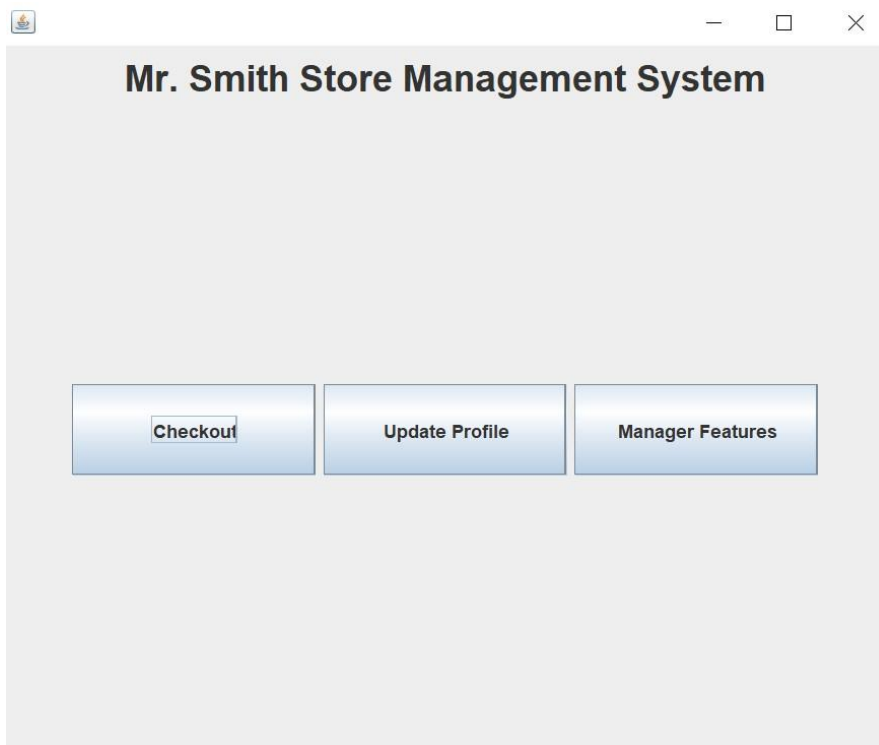 Mr. Smith Store Management System
Checkout
Update Profile
Manager Features